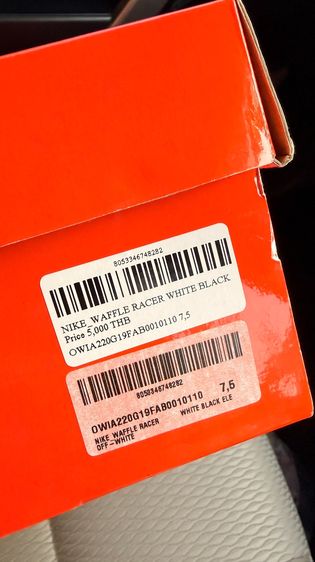 8053346748282
NIKE WAFFLE RACER WHITE BLACK
Price 5,000 THB
OWIA220G19FAB0010110 7,5
8053346748282
OWIA220G19FAB0010110 7,5
NIKE WAFFLE RACER WHITE BLACK ELE
OFF-WHITE